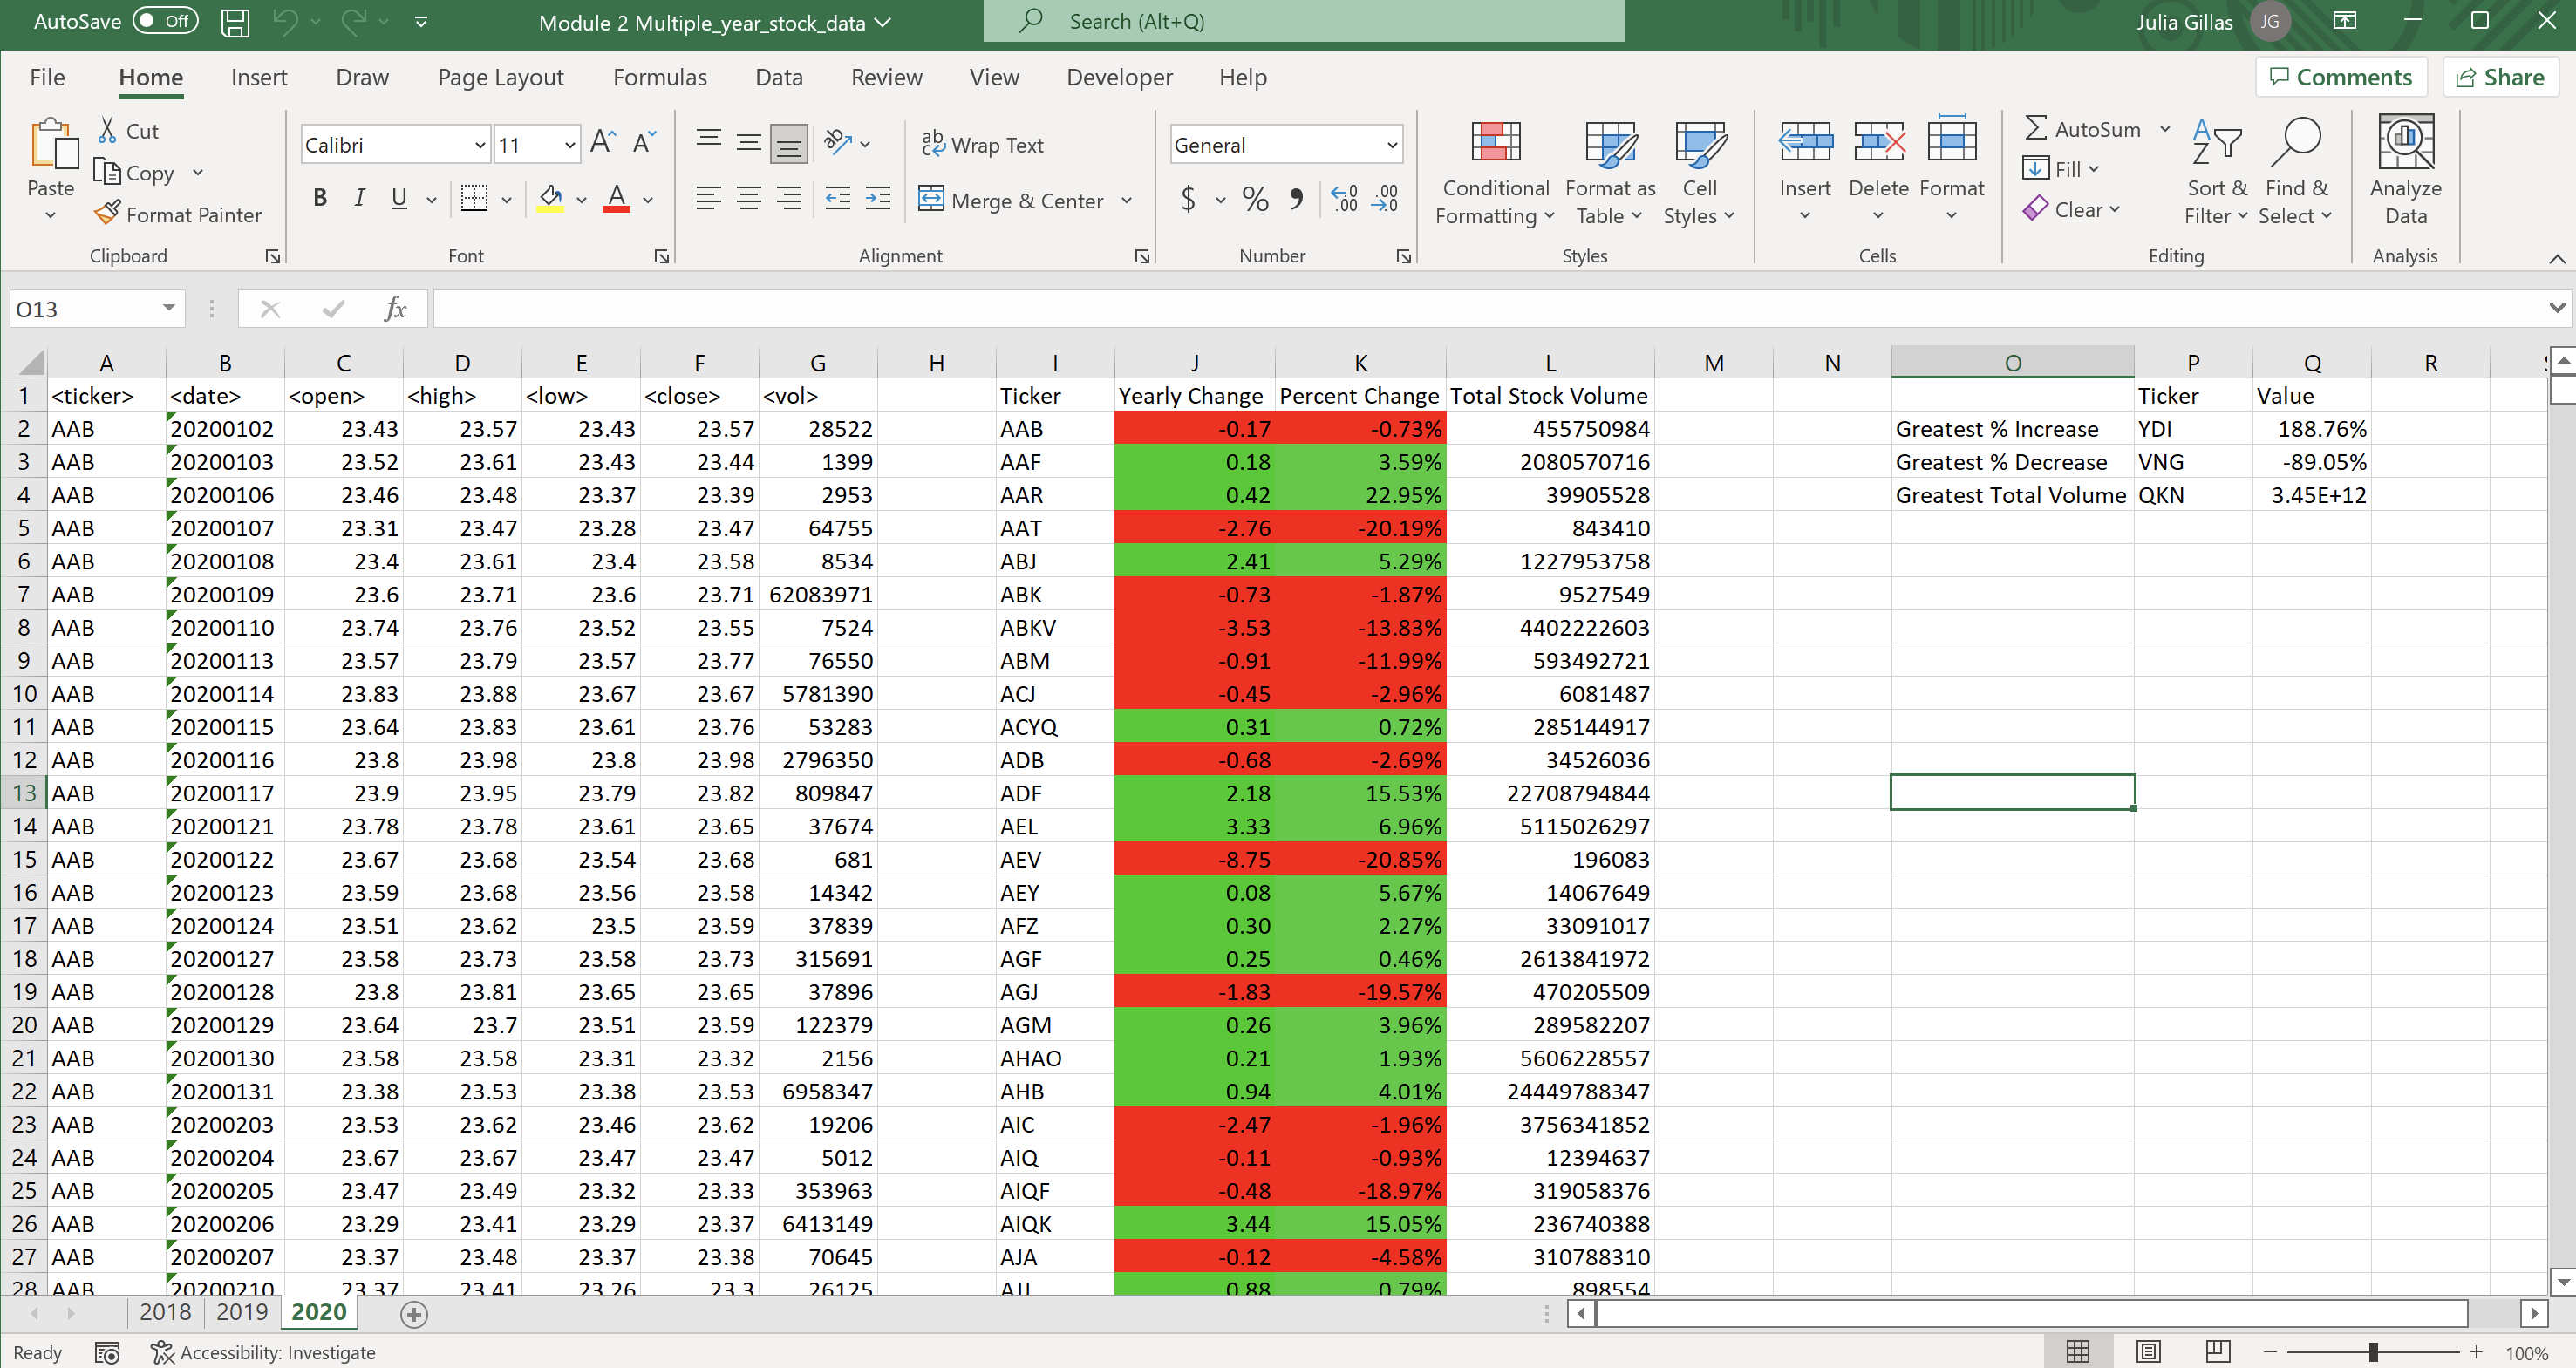 AutoSave Off Module 2 Multiple_year_stock_data Search (Alt+Q) Julia Gillas JG
File Home Insert Draw Page Layout Formulas Data Review View Developer Help Comments Share
Paste Cut Copy Format Painter Clipboard
Calibri 11 B I U A Font
Wrap Text Merge & Center Alignment
General $ % Number
Conditional Formatting Format as Table Cell Styles Styles
Insert Delete Format Cells
AutoSum Fill Clear Sort & Filter Find & Select Editing
Analyze Data Analysis
O13 fx
A B C D E F G H I J K L M N O P Q R
1 <ticker> <date> <open> <high> <low> <close> <vol> Ticker Yearly Change Percent Change Total Stock Volume Ticker Value
2 AAB 20200102 23.43 23.57 23.43 23.57 28522 AAB -0.17 -0.73% 455750984 Greatest % Increase YDI 188.76%
3 AAB 20200103 23.52 23.61 23.43 23.44 1399 AAF 0.18 3.59% 2080570716 Greatest % Decrease VNG -89.05%
4 AAB 20200106 23.46 23.48 23.37 23.39 2953 AAR 0.42 22.95% 39905528 Greatest Total Volume QKN 3.45E+12
5 AAB 20200107 23.31 23.47 23.28 23.47 64755 AAT -2.76 -20.19% 843410
6 AAB 20200108 23.4 23.61 23.4 23.58 8534 ABJ 2.41 5.29% 1227953758
7 AAB 20200109 23.6 23.71 23.6 23.71 62083971 ABK -0.73 -1.87% 9527549
8 AAB 20200110 23.74 23.76 23.52 23.55 7524 ABKV -3.53 -13.83% 4402222603
9 AAB 20200113 23.57 23.79 23.57 23.77 76550 ABM -0.91 -11.99% 593492721
10 AAB 20200114 23.83 23.88 23.67 23.67 5781390 ACJ -0.45 -2.96% 6081487
11 AAB 20200115 23.64 23.83 23.61 23.76 53283 ACYQ 0.31 0.72% 285144917
12 AAB 20200116 23.8 23.98 23.8 23.98 2796350 ADB -0.68 -2.69% 34526036
13 AAB 20200117 23.9 23.95 23.79 23.82 809847 ADF 2.18 15.53% 22708794844
14 AAB 20200121 23.78 23.78 23.61 23.65 37674 AEL 3.33 6.96% 5115026297
15 AAB 20200122 23.67 23.68 23.54 23.68 681 AEV -8.75 -20.85% 196083
16 AAB 20200123 23.59 23.68 23.56 23.58 14342 AEY 0.08 5.67% 14067649
17 AAB 20200124 23.51 23.62 23.5 23.59 37839 AFZ 0.30 2.27% 33091017
18 AAB 20200127 23.58 23.73 23.58 23.73 315691 AGF 0.25 0.46% 2613841972
19 AAB 20200128 23.8 23.81 23.65 23.65 37896 AGJ -1.83 -19.57% 470205509
20 AAB 20200129 23.64 23.7 23.51 23.59 122379 AGM 0.26 3.96% 289582207
21 AAB 20200130 23.58 23.58 23.31 23.32 2156 AHAO 0.21 1.93% 5606228557
22 AAB 20200131 23.38 23.53 23.38 23.53 6958347 AHB 0.94 4.01% 24449788347
23 AAB 20200203 23.53 23.62 23.46 23.62 19206 AIC -2.47 -1.96% 3756341852
24 AAB 20200204 23.67 23.67 23.47 23.47 5012 AIQ -0.11 -0.93% 12394637
25 AAB 20200205 23.47 23.49 23.32 23.33 353963 AIQF -0.48 -18.97% 319058376
26 AAB 20200206 23.29 23.41 23.29 23.37 6413149 AIQK 3.44 15.05% 236740388
27 AAB 20200207 23.37 23.48 23.37 23.38 70645 AJA -0.12 -4.58% 310788310
28 AAB 20200210 23.37 23.41 23.26 23.3 26125 0.88 0.79% 898554
2018 2019 2020
Ready Accessibility: Investigate 100%